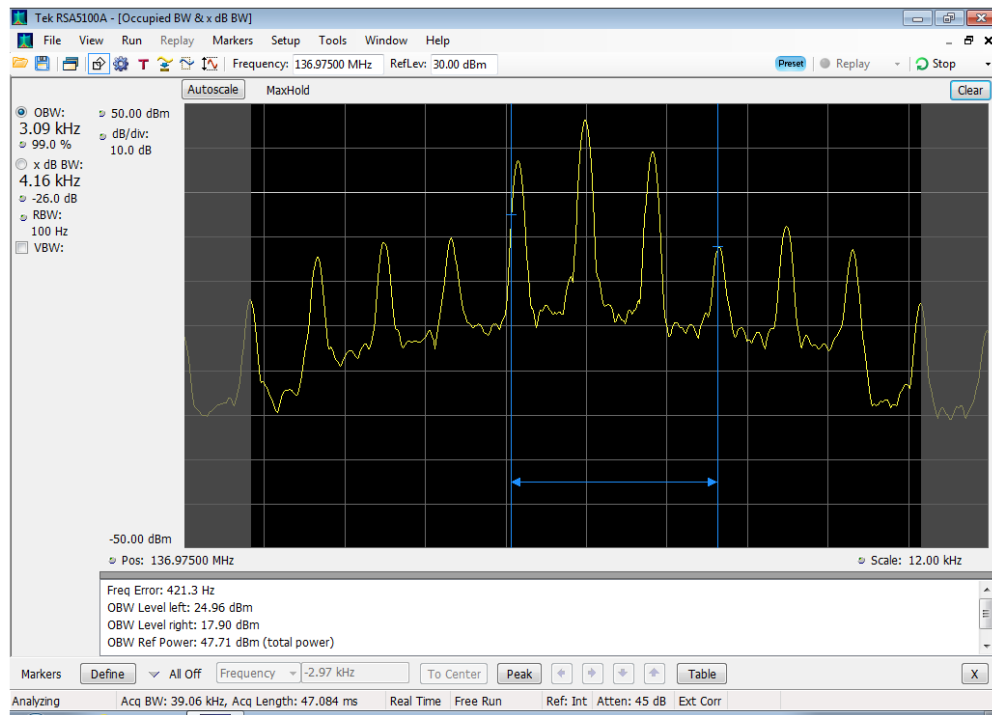 Tek RSA5100A - [Occupied BW & x dB BW]
File View Run Replay Markers Setup Tools Window Help
T Frequency: 136.97500 MHz RefLev: 30.00 dBm Preset Replay Stop
Autoscale MaxHold Clear
OBW:
3.09 kHz
99.0 %
x dB BW:
4.16 kHz
-26.0 dB
RBW:
100 Hz
VBW:
50.00 dBm
dB/div:
10.0 dB
-50.00 dBm
Pos: 136.97500 MHz Scale: 12.00 kHz
Freq Error: 421.3 Hz
OBW Level left: 24.96 dBm
OBW Level right: 17.90 dBm
OBW Ref Power: 47.71 dBm (total power)
Markers Define All Off Frequency -2.97 kHz To Center Peak Table X
Analyzing Acq BW: 39.06 kHz, Acq Length: 47.084 ms Real Time Free Run Ref: Int Atten: 45 dB Ext Corr